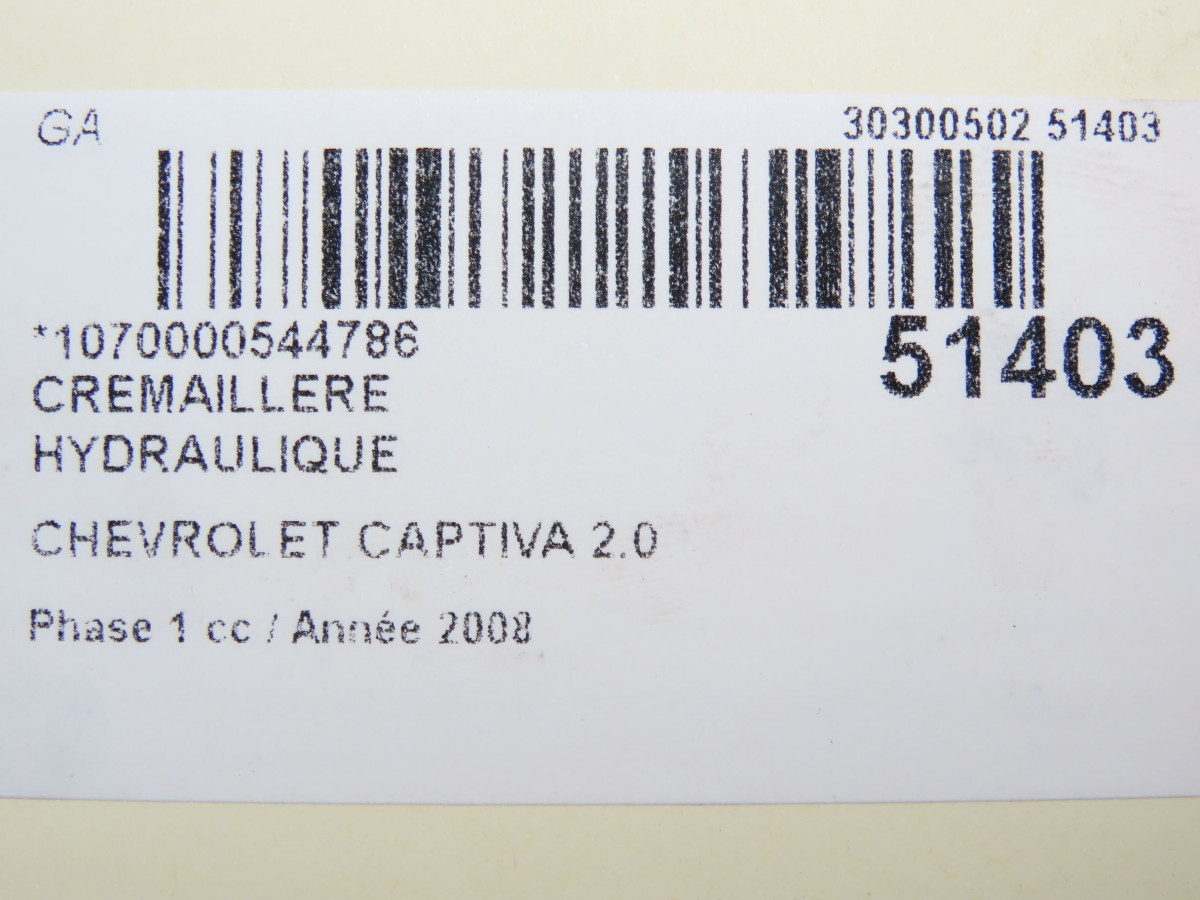 GA
30300502 51403
*1070000544786
51403
CREMAILLERE
HYDRAULIQUE
CHEVROLET CAPTIVA 2.0
Phase 1 cc / Année 2008